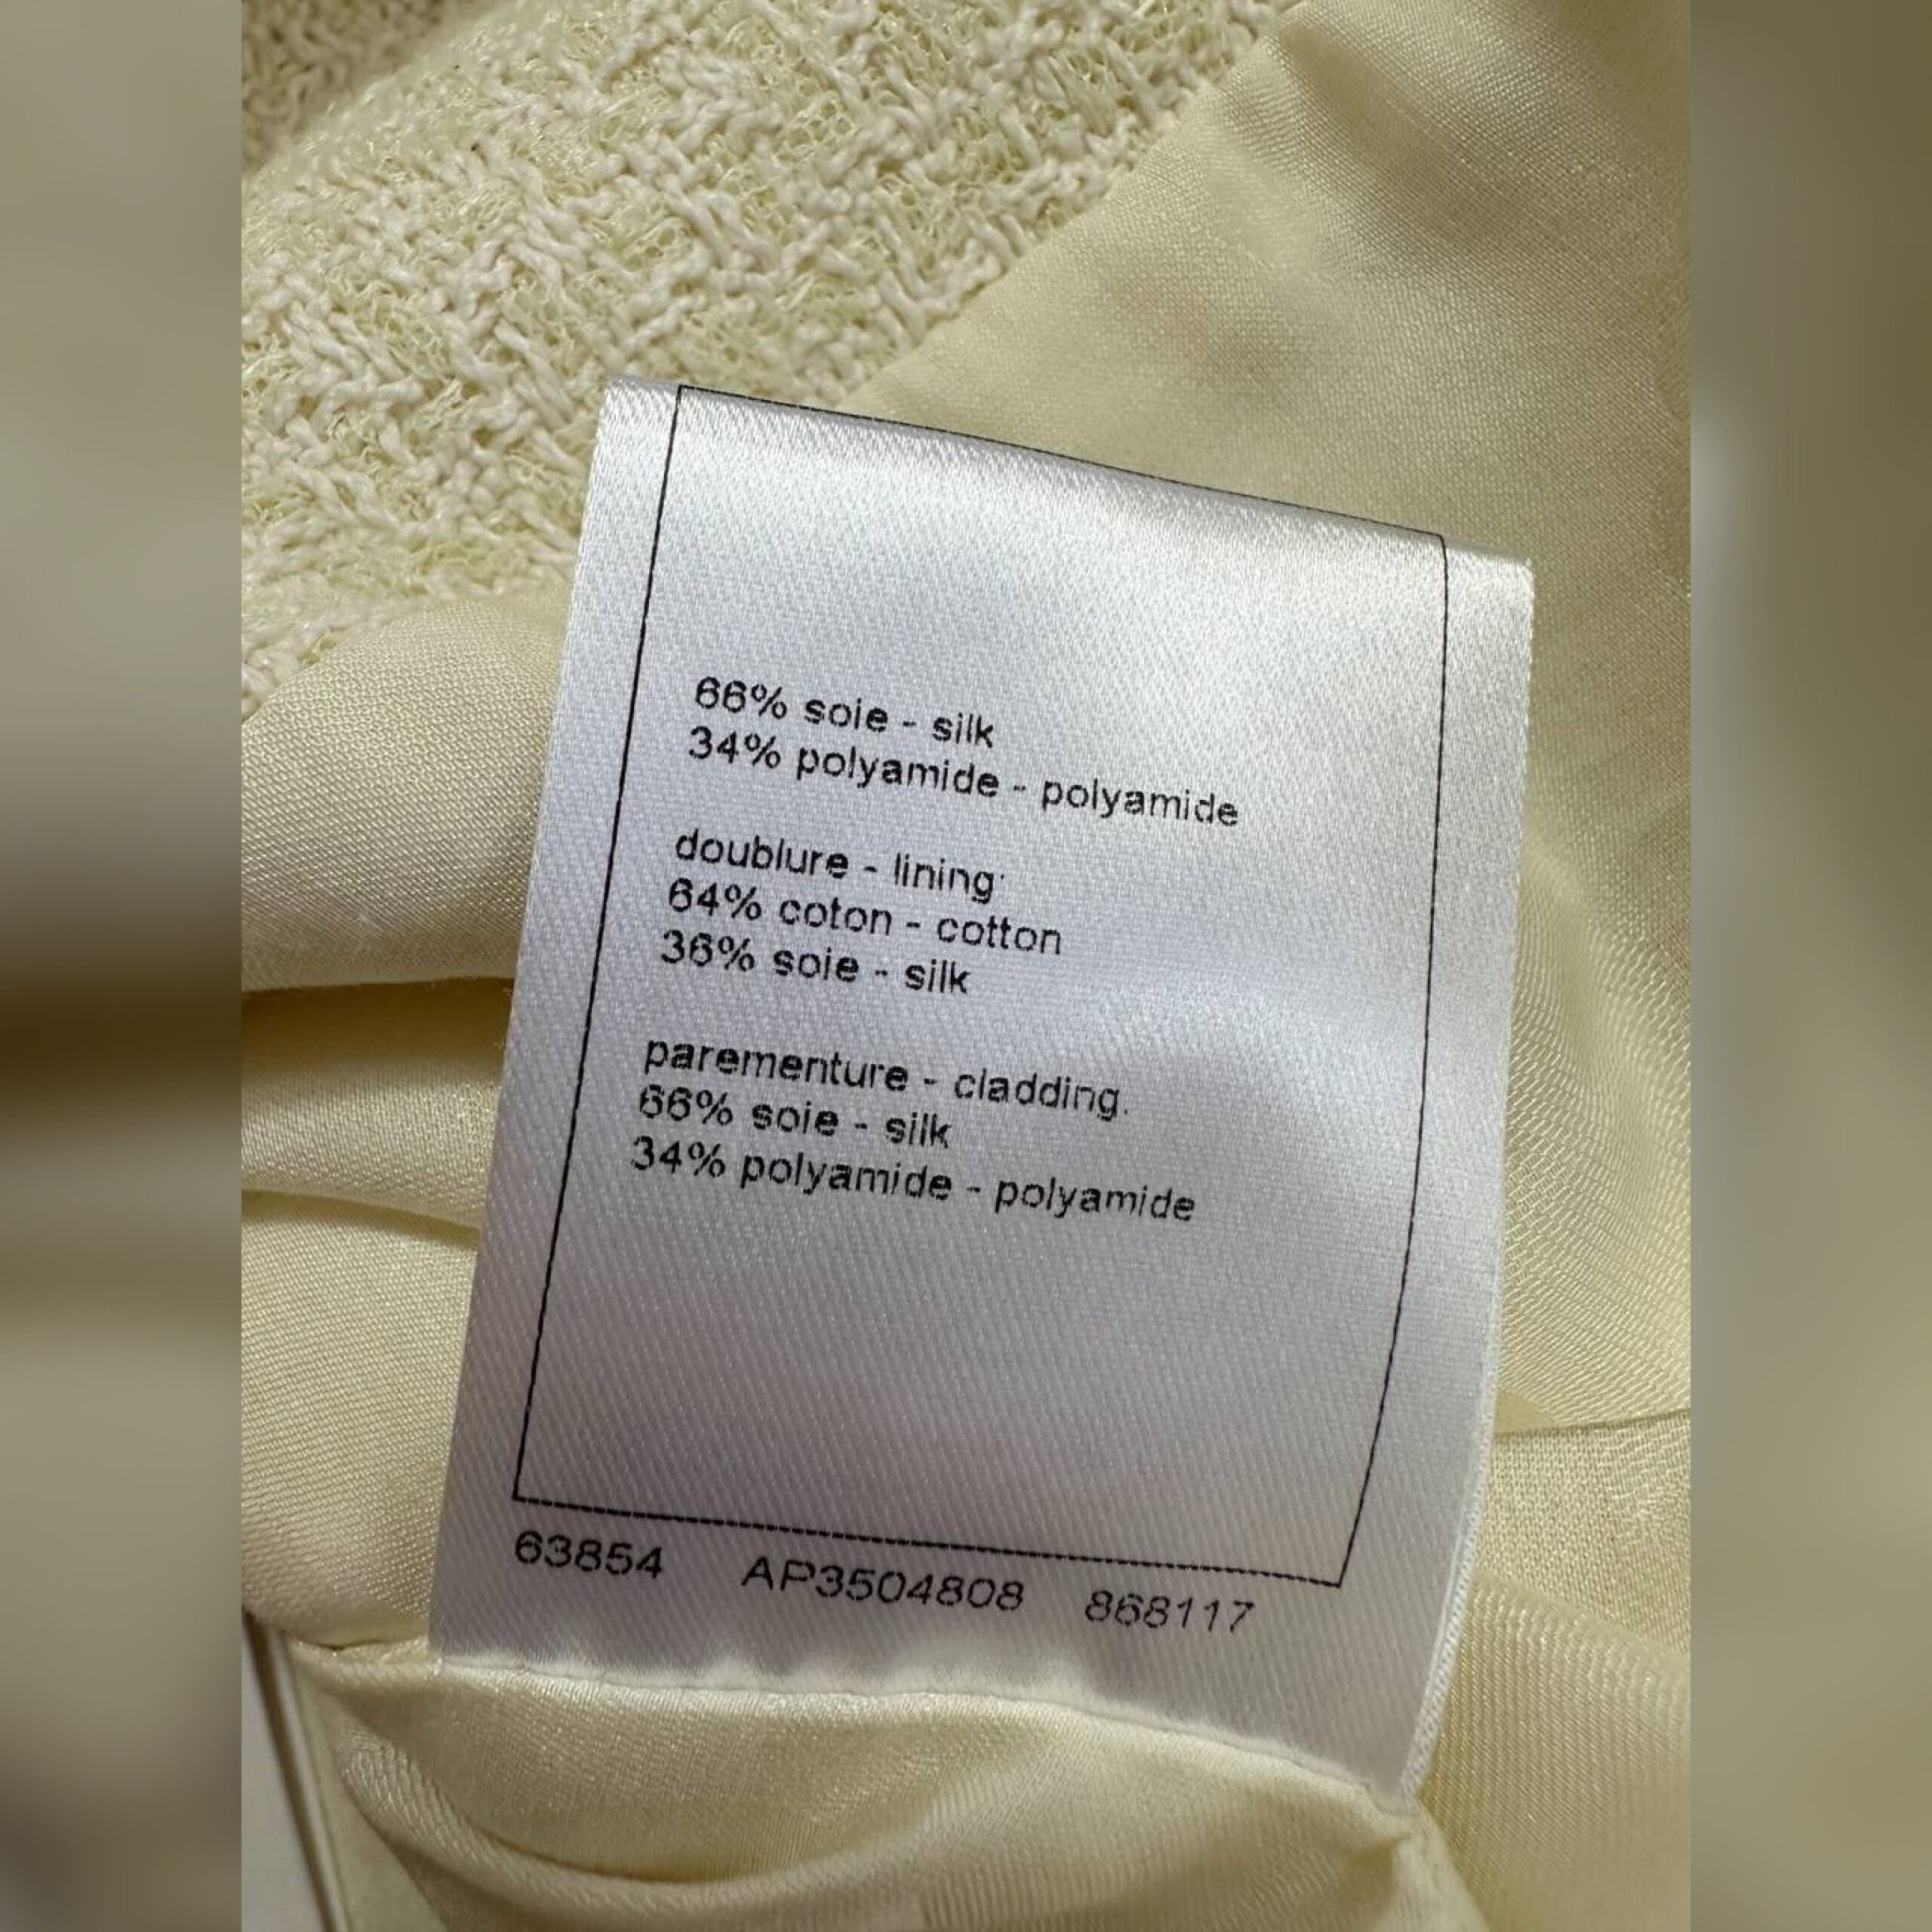 66% soie - silk
34% polyamide - polyamide
doublure - lining:
64% coton - cotton
36% soie - silk
parementure - cladding:
66% soie - silk
34% polyamide - polyamide
63854 AP3504808 868117